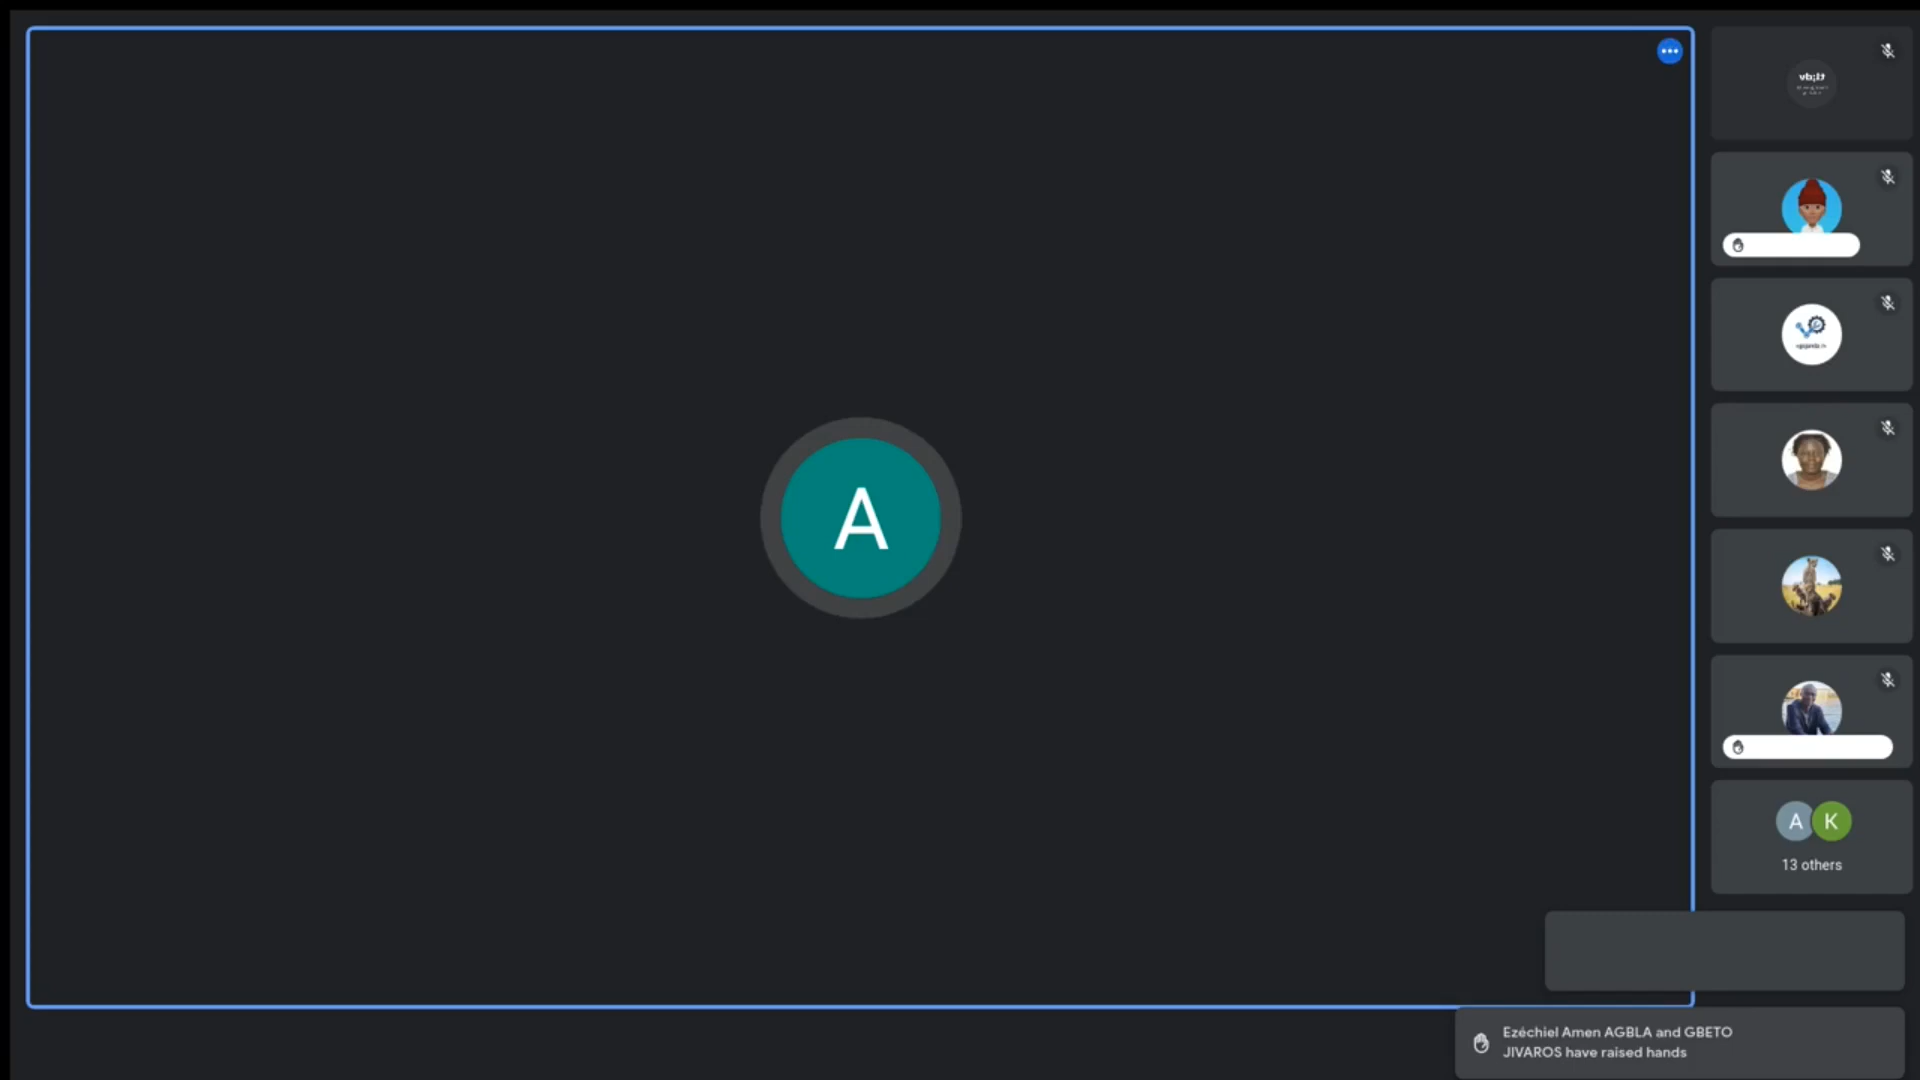 A
A
K
13 others
Ezéchiel Amen AGBLA and GBETO
JIVAROS have raised hands